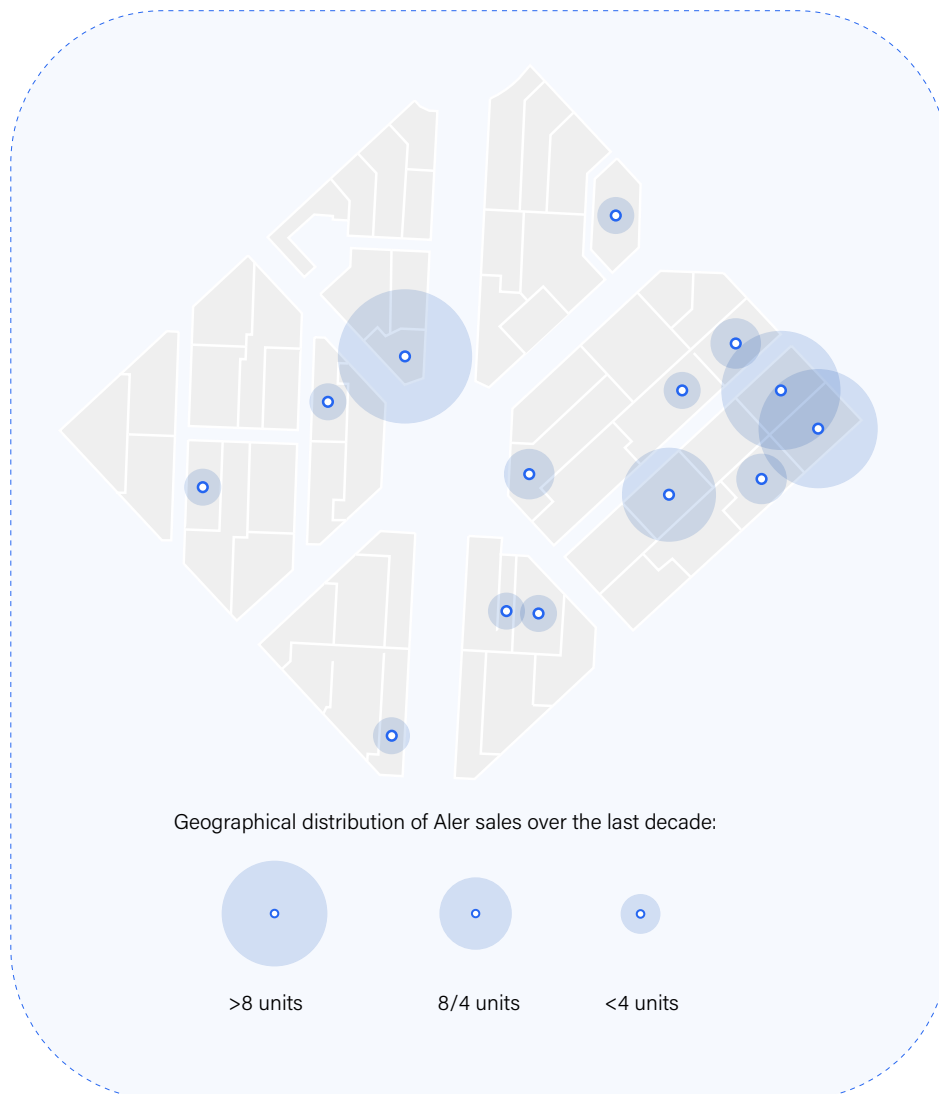 Geographical distribution of Aler sales over the last decade:
>8 units
8/4 units
<4 units